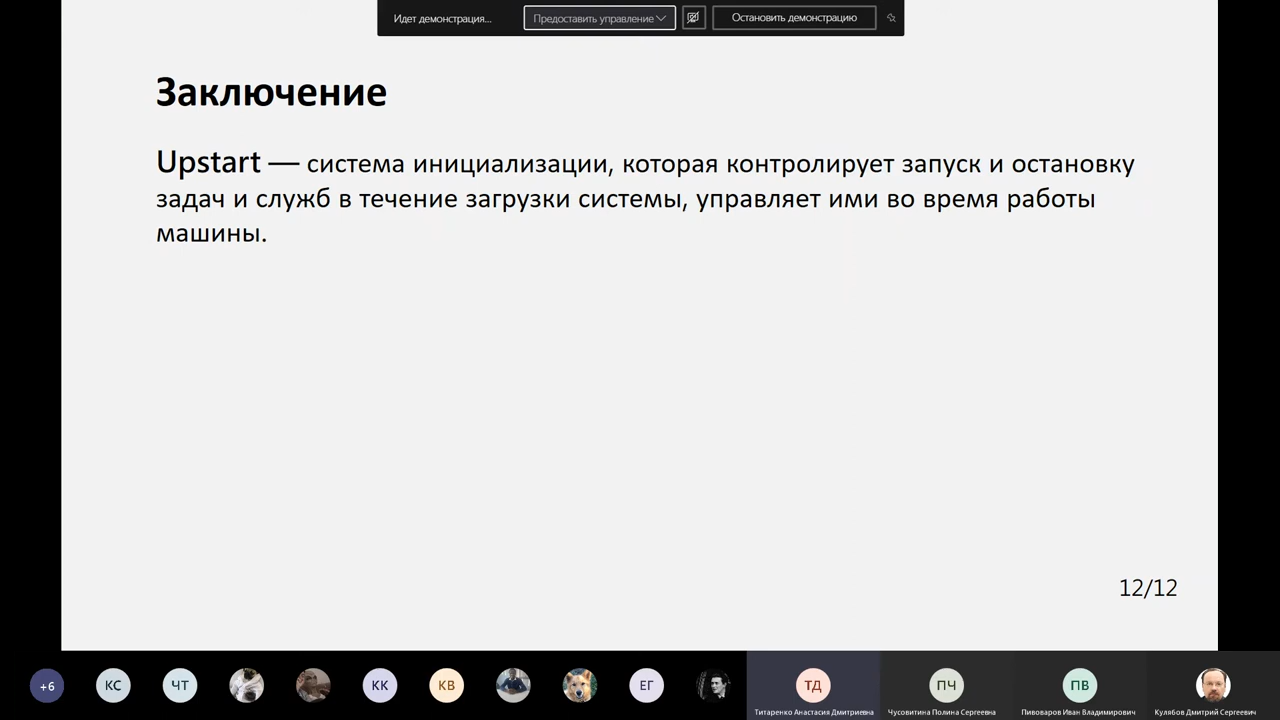 Идет демонстрация...
Предоставить управление
Остановить демонстрацию
Заключение
Upstart — система инициализации, которая контролирует запуск и остановку
задач и служб в течение загрузки системы, управляет ими во время работы
машины.
12/12
+6
КС
ЧТ
КК
КВ
ЕГ
ТД
ПЧ
ПВ
Титаренко Анастасия Дмитриевна
Чусовитина Полина Сергеевна
Пивоваров Иван Владимирович
Кулябов Дмитрий Сергеевич